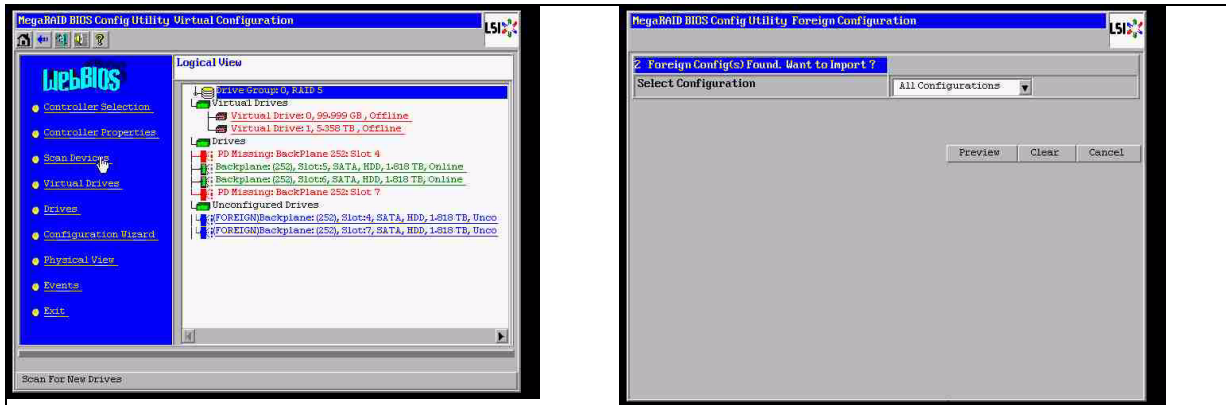 MegaRAID BIOS Config Utility Virtual Configuration
LSI
WebBIOS
Controller Selection
Controller Properties
Scan Devices
Virtual Drives
Drives
Configuration Wizard
Physical View
Events
Exit
Logical View
Drive Group: 0, RAID 5
Virtual Drives
Virtual Drive: 0, 99.999 GB, Offline
Virtual Drive: 1, 5.358 TB, Offline
Drives
PD Missing: BackPlane 252: Slot 4
Backplane: (252), Slot:5, SATA, HDD, 1.818 TB, Online
Backplane: (252), Slot:6, SATA, HDD, 1.818 TB, Online
PD Missing: BackPlane 252: Slot 7
Unconfigured Drives
(FOREIGN)Backplane: (252), Slot:4, SATA, HDD, 1.818 TB, Unco
(FOREIGN)Backplane: (252), Slot:7, SATA, HDD, 1.818 TB, Unco
Scan For New Drives
MegaRAID BIOS Config Utility Foreign Configuration
LSI
2 Foreign Config(s) Found. Want to Import ?
Select Configuration All Configurations
Preview Clear Cancel